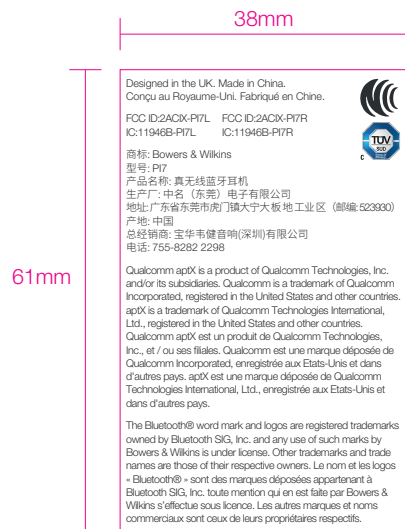 38mm
61mm
Designed in the UK. Made in China.
Conçu au Royaume-Uni. Fabriqué en Chine.
FCC ID:2ACIX-PI7L FCC ID:2ACIX-PI7R
IC:11946B-PI7L IC:11946B-PI7R
TÜV
SUD
C
商标: Bowers & Wilkins
型号: PI7
产品名称: 真无线蓝牙耳机
生产厂: 中名（东莞）电子有限公司
地址: 广东省东莞市虎门镇大宁大板地工业区（邮编: 523930）
产地: 中国
总经销商: 宝华韦健音响(深圳)有限公司
电话: 755-8282 2298
Qualcomm aptX is a product of Qualcomm Technologies, Inc.
and/or its subsidiaries. Qualcomm is a trademark of Qualcomm
Incorporated, registered in the United States and other countries.
aptX is a trademark of Qualcomm Technologies International,
Ltd., registered in the United States and other countries.
Qualcomm aptX est un produit de Qualcomm Technologies,
Inc., et / ou ses filiales. Qualcomm est une marque déposée de
Qualcomm Incorporated, enregistrée aux Etats-Unis et dans
d'autres pays. aptX est une marque déposée de Qualcomm
Technologies International, Ltd., enregistrée aux Etats-Unis et
dans d'autres pays.
The Bluetooth® word mark and logos are registered trademarks
owned by Bluetooth SIG, Inc. and any use of such marks by
Bowers & Wilkins is under license. Other trademarks and trade
names are those of their respective owners. Le nom et les logos
« Bluetooth® » sont des marques déposées appartenant à
Bluetooth SIG, Inc. toute mention qui en est faite par Bowers &
Wilkins s'effectue sous licence. Les autres marques et noms
commerciaux sont ceux de leurs propriétaires respectifs.